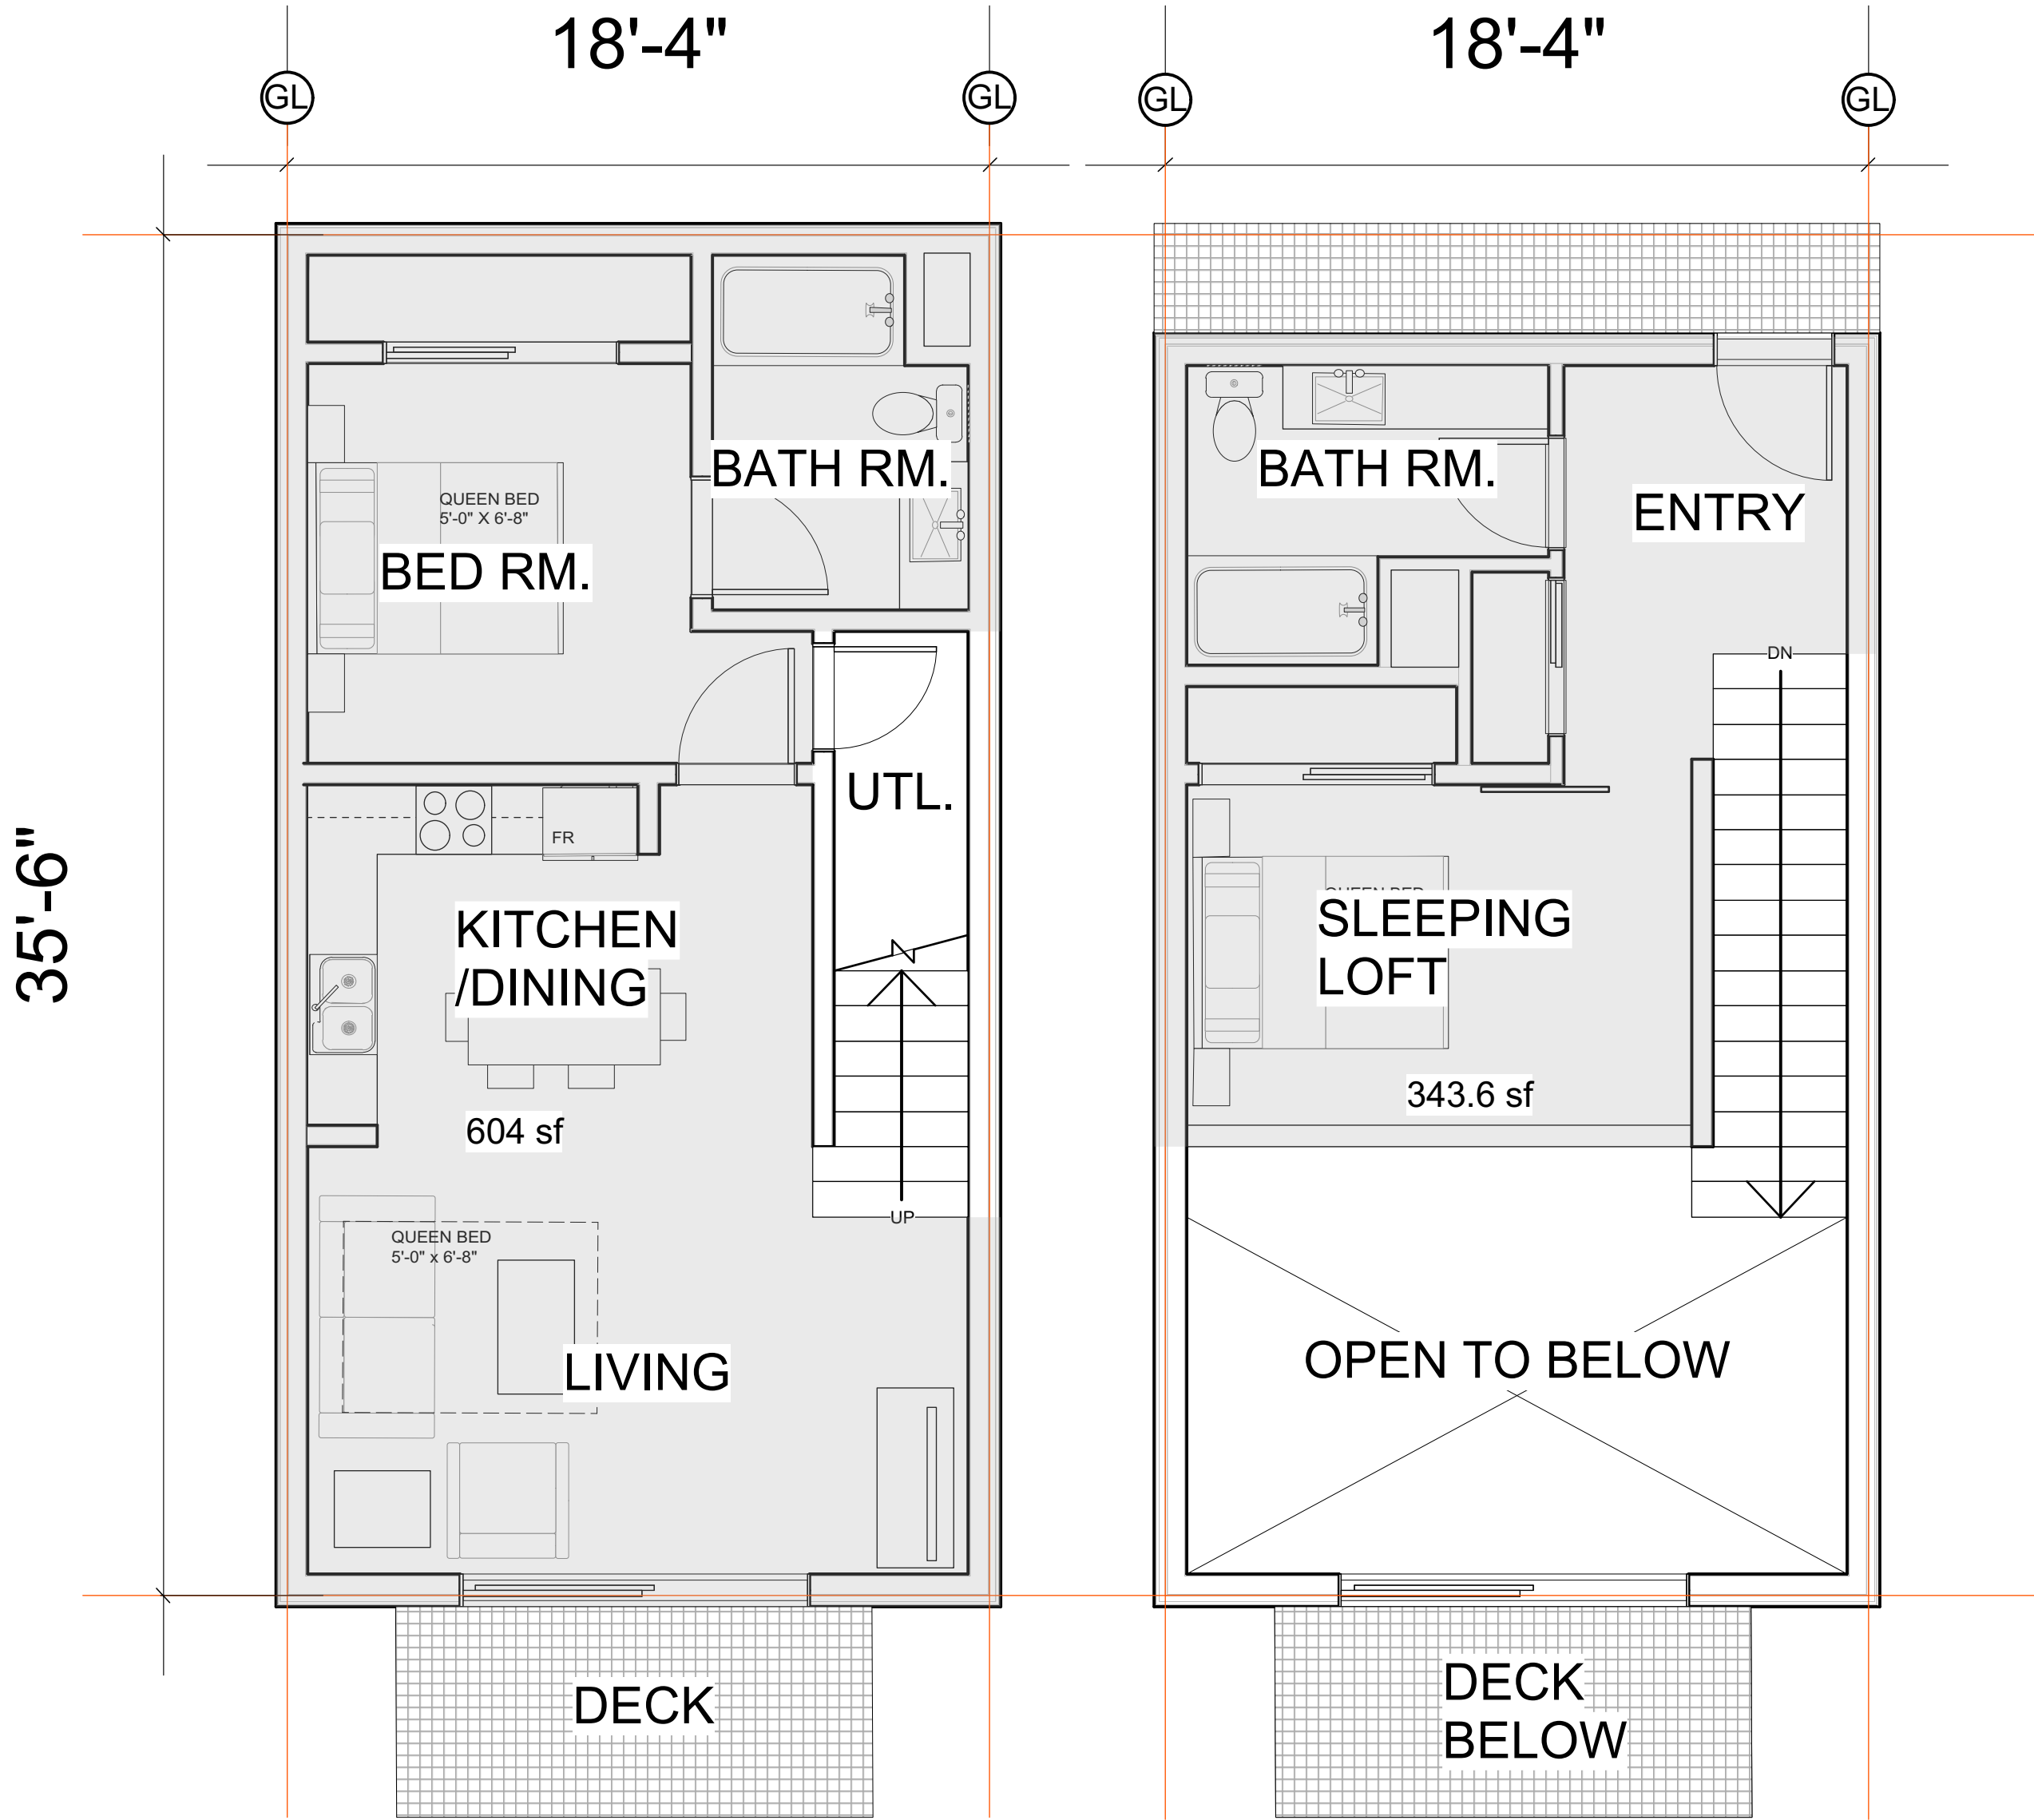 18'-4"
18'-4"
GL
GL
GL
GL
35'-6"
QUEEN BED
5'-0" X 6'-8"
BED RM.
BATH RM.
UTL.
FR
KITCHEN
/DINING
604 sf
UP
QUEEN BED
5'-0" x 6'-8"
LIVING
DECK
BATH RM.
ENTRY
DN
QUEEN BED
SLEEPING
LOFT
343.6 sf
OPEN TO BELOW
DECK
BELOW